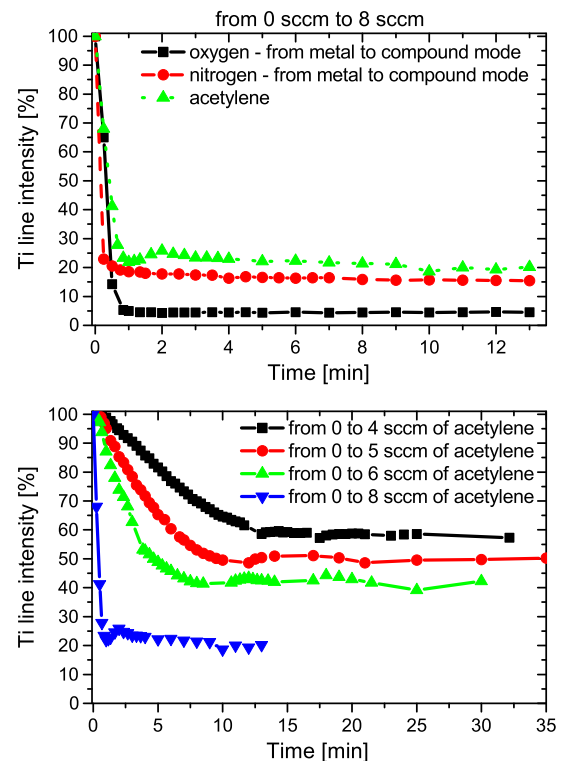 from 0 sccm to 8 sccm
100
90
80
70
60
50
40
30
20
10
0
Ti line intensity [%]
oxygen - from metal to compound mode
nitrogen - from metal to compound mode
acetylene
0 2 4 6 8 10 12
Time [min]
100
90
80
70
60
50
40
30
20
10
0
Ti line intensity [%]
from 0 to 4 sccm of acetylene
from 0 to 5 sccm of acetylene
from 0 to 6 sccm of acetylene
from 0 to 8 sccm of acetylene
0 5 10 15 20 25 30 35
Time [min]